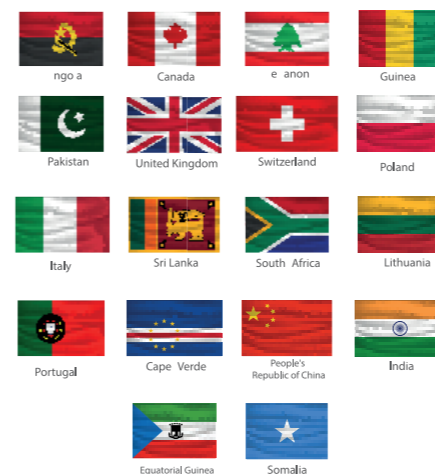 ngo a
Canada
e anon
Guinea
Pakistan
United Kingdom
Switzerland
Poland
Italy
Sri Lanka
South Africa
Lithuania
Portugal
Cape Verde
People's
Republic of China
India
Equatorial Guinea
Somalia